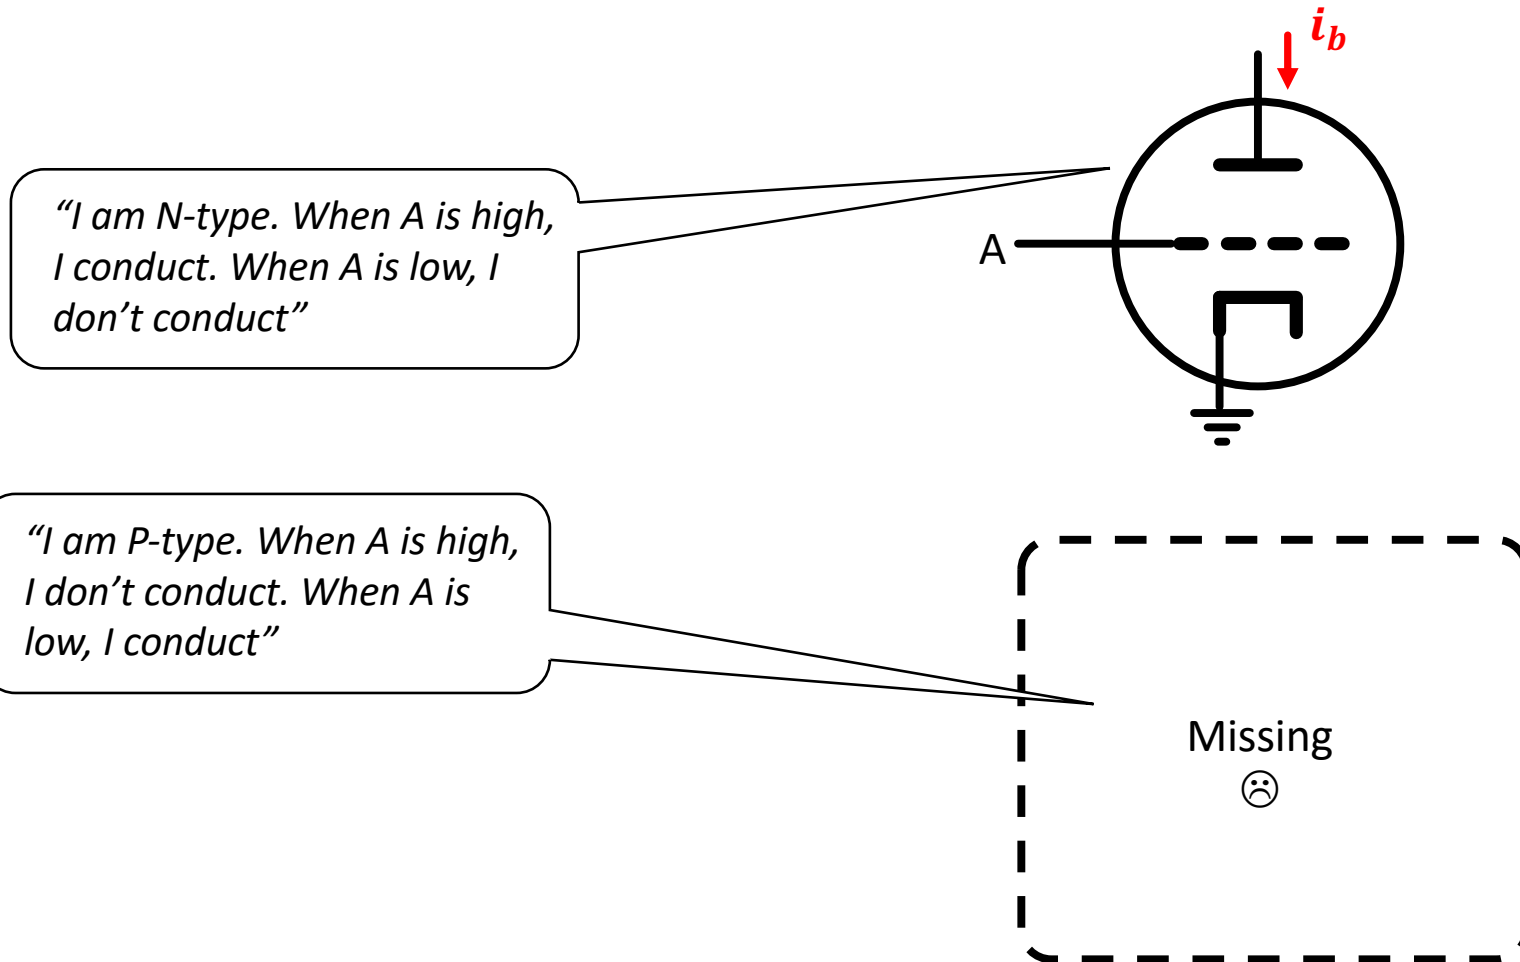 i_b
“I am N-type. When A is high,
I conduct. When A is low, I
don’t conduct”
A
“I am P-type. When A is high,
I don’t conduct. When A is
low, I conduct”
Missing
☹